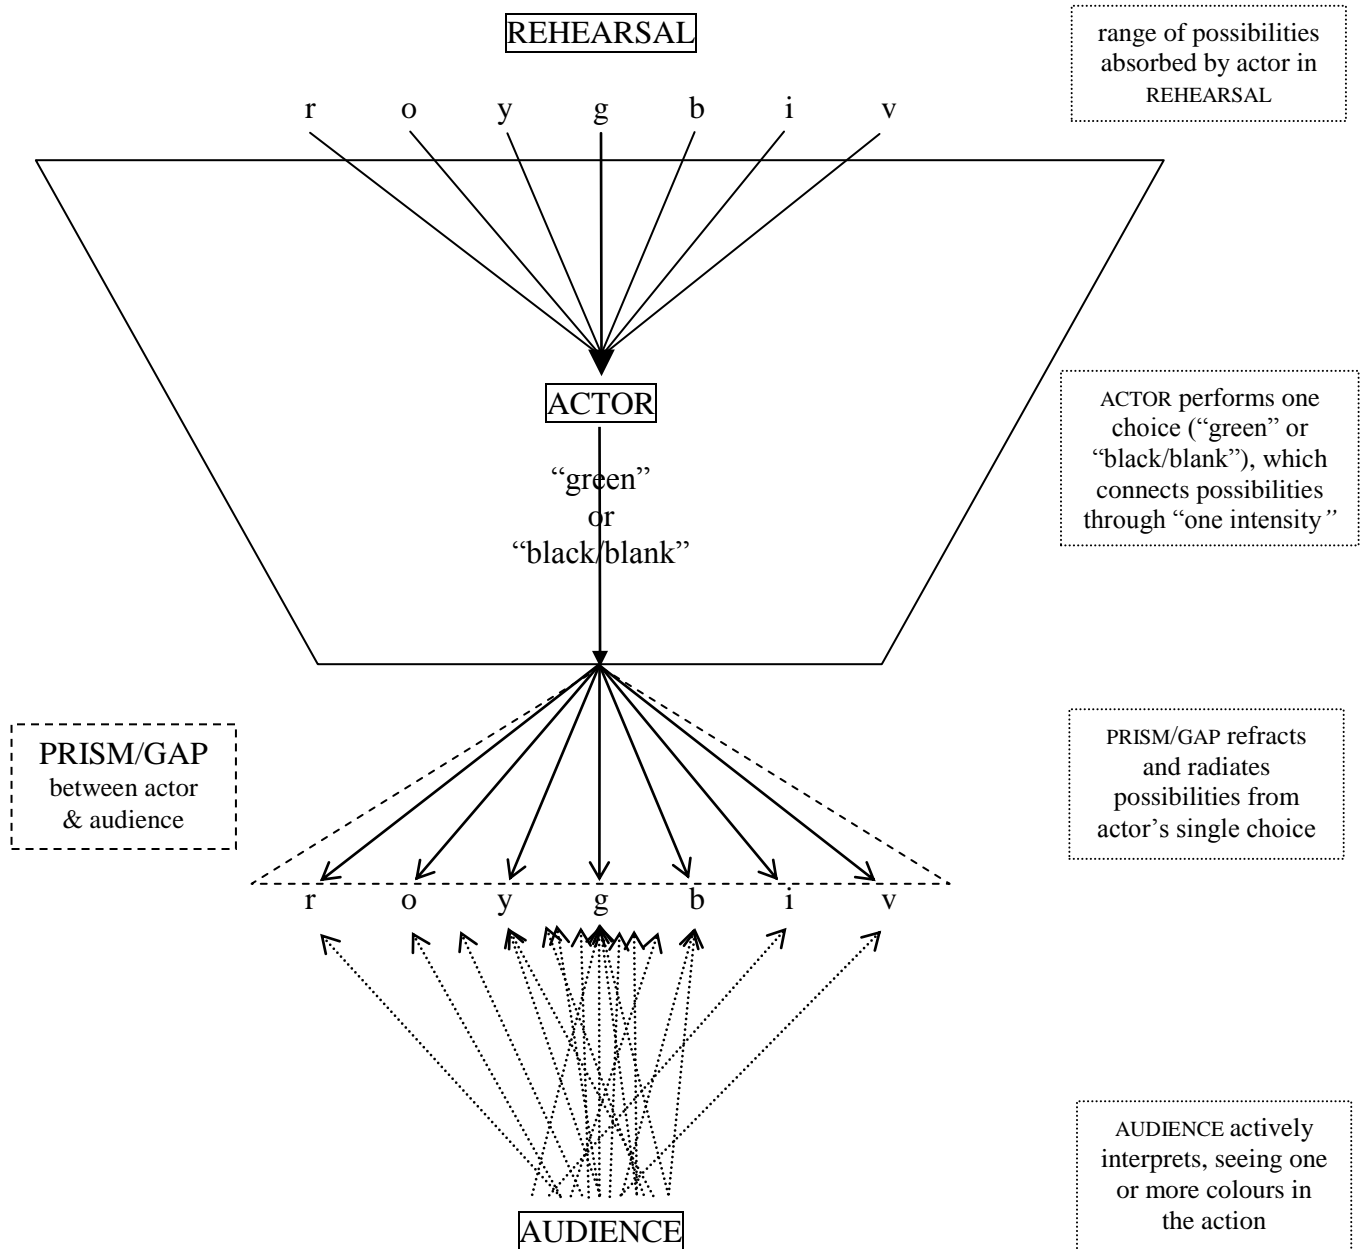 REHEARSAL
range of possibilities
absorbed by actor in
REHEARSAL
r o y g b i v
ACTOR
“green”
or
“black/blank”
ACTOR performs one
choice (“green” or
“black/blank”), which
connects possibilities
through “one intensity”
PRISM/GAP
between actor
& audience
PRISM/GAP refracts
and radiates
possibilities from
actor’s single choice
r o y g b i v
AUDIENCE
AUDIENCE actively
interprets, seeing one
or more colours in
the action